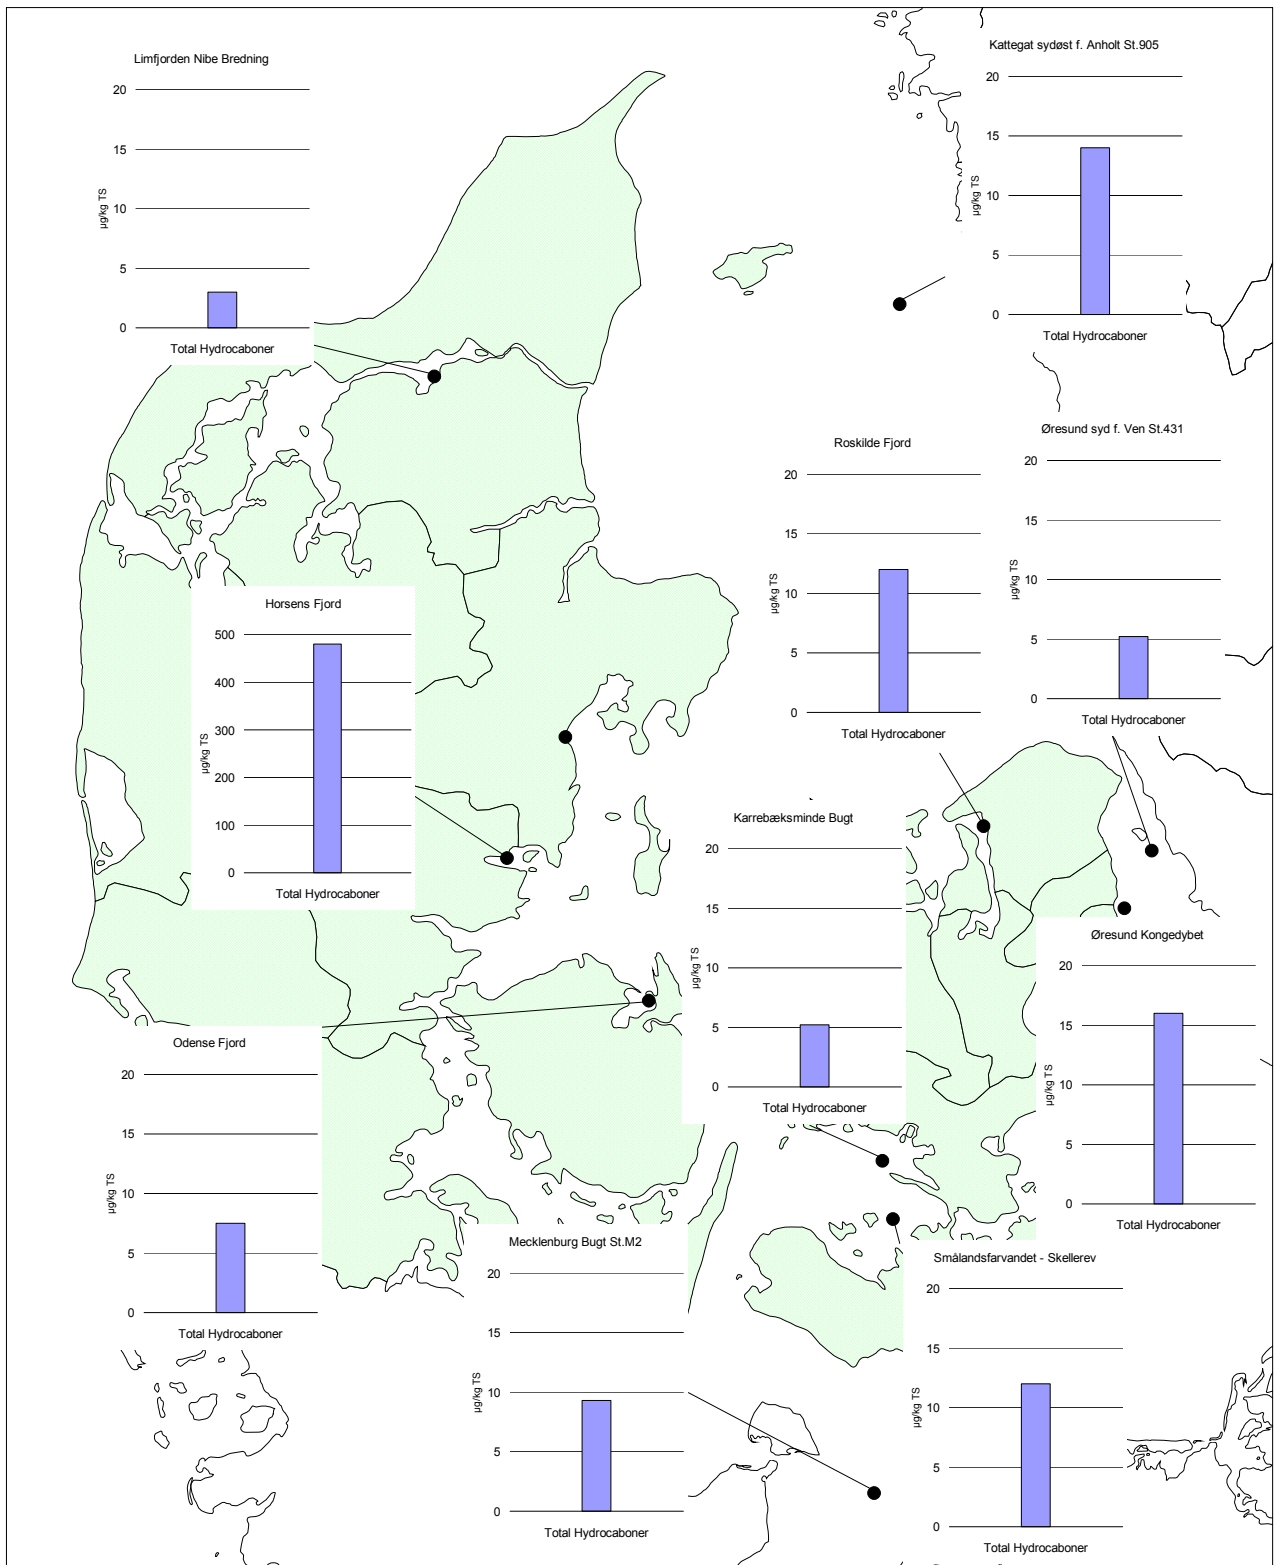 Limfjorden Nibe Bredning
20
15
10
5
0
µg/kg TS
Total Hydrocaboner
Kattegat sydøst f. Anholt St.905
20
15
10
5
0
µg/kg TS
Total Hydrocaboner
Roskilde Fjord
20
15
10
5
0
µg/kg TS
Total Hydrocaboner
Øresund syd f. Ven St.431
20
15
10
5
0
µg/kg TS
Total Hydrocaboner
Horsens Fjord
500
400
300
200
100
0
µg/kg TS
Total Hydrocaboner
Karrebæksminde Bugt
20
15
10
5
0
µg/kg TS
Total Hydrocaboner
Øresund Kongedybet
20
15
10
5
0
µg/kg TS
Total Hydrocaboner
Odense Fjord
20
15
10
5
0
µg/kg TS
Total Hydrocaboner
Mecklenburg Bugt St.M2
20
15
10
5
0
µg/kg TS
Total Hydrocaboner
Smålandsfarvandet - Skellerev
20
15
10
5
0
µg/kg TS
Total Hydrocaboner